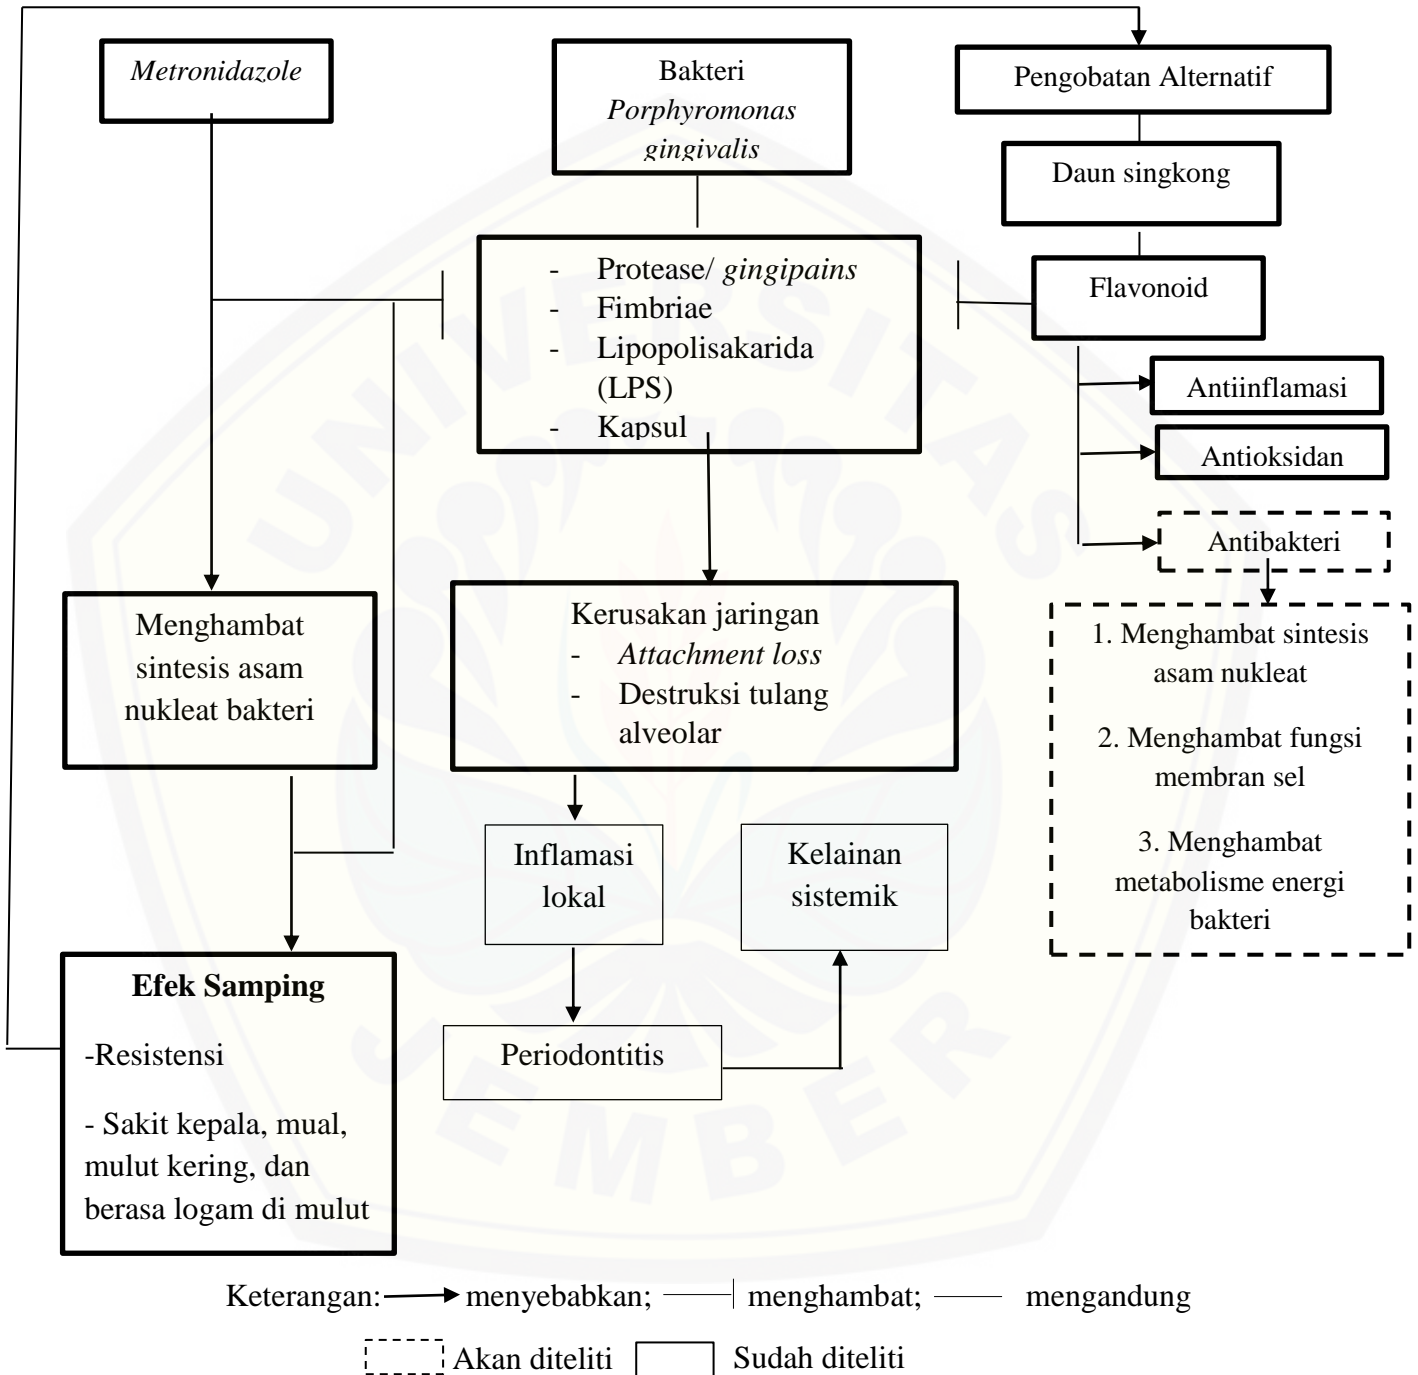 Metronidazole
Bakteri
Porphyromonas
gingivalis
Pengobatan Alternatif
Daun singkong
- Protease/ gingipains
- Fimbriae
- Lipopolisakarida
(LPS)
- Kapsul
Flavonoid
Antiinflamasi
Antioksidan
Antibakteri
Menghambat
sintesis asam
nukleat bakteri
Kerusakan jaringan
- Attachment loss
- Destruksi tulang
alveolar
1. Menghambat sintesis
asam nukleat
2. Menghambat fungsi
membran sel
3. Menghambat
metabolisme energi
bakteri
Inflamasi
lokal
Kelainan
sistemik
Efek Samping
-Resistensi
- Sakit kepala, mual,
mulut kering, dan
berasa logam di mulut
Periodontitis
Keterangan: menyebabkan; menghambat; mengandung
Akan diteliti Sudah diteliti
UNIVERSITAS
JEMBER